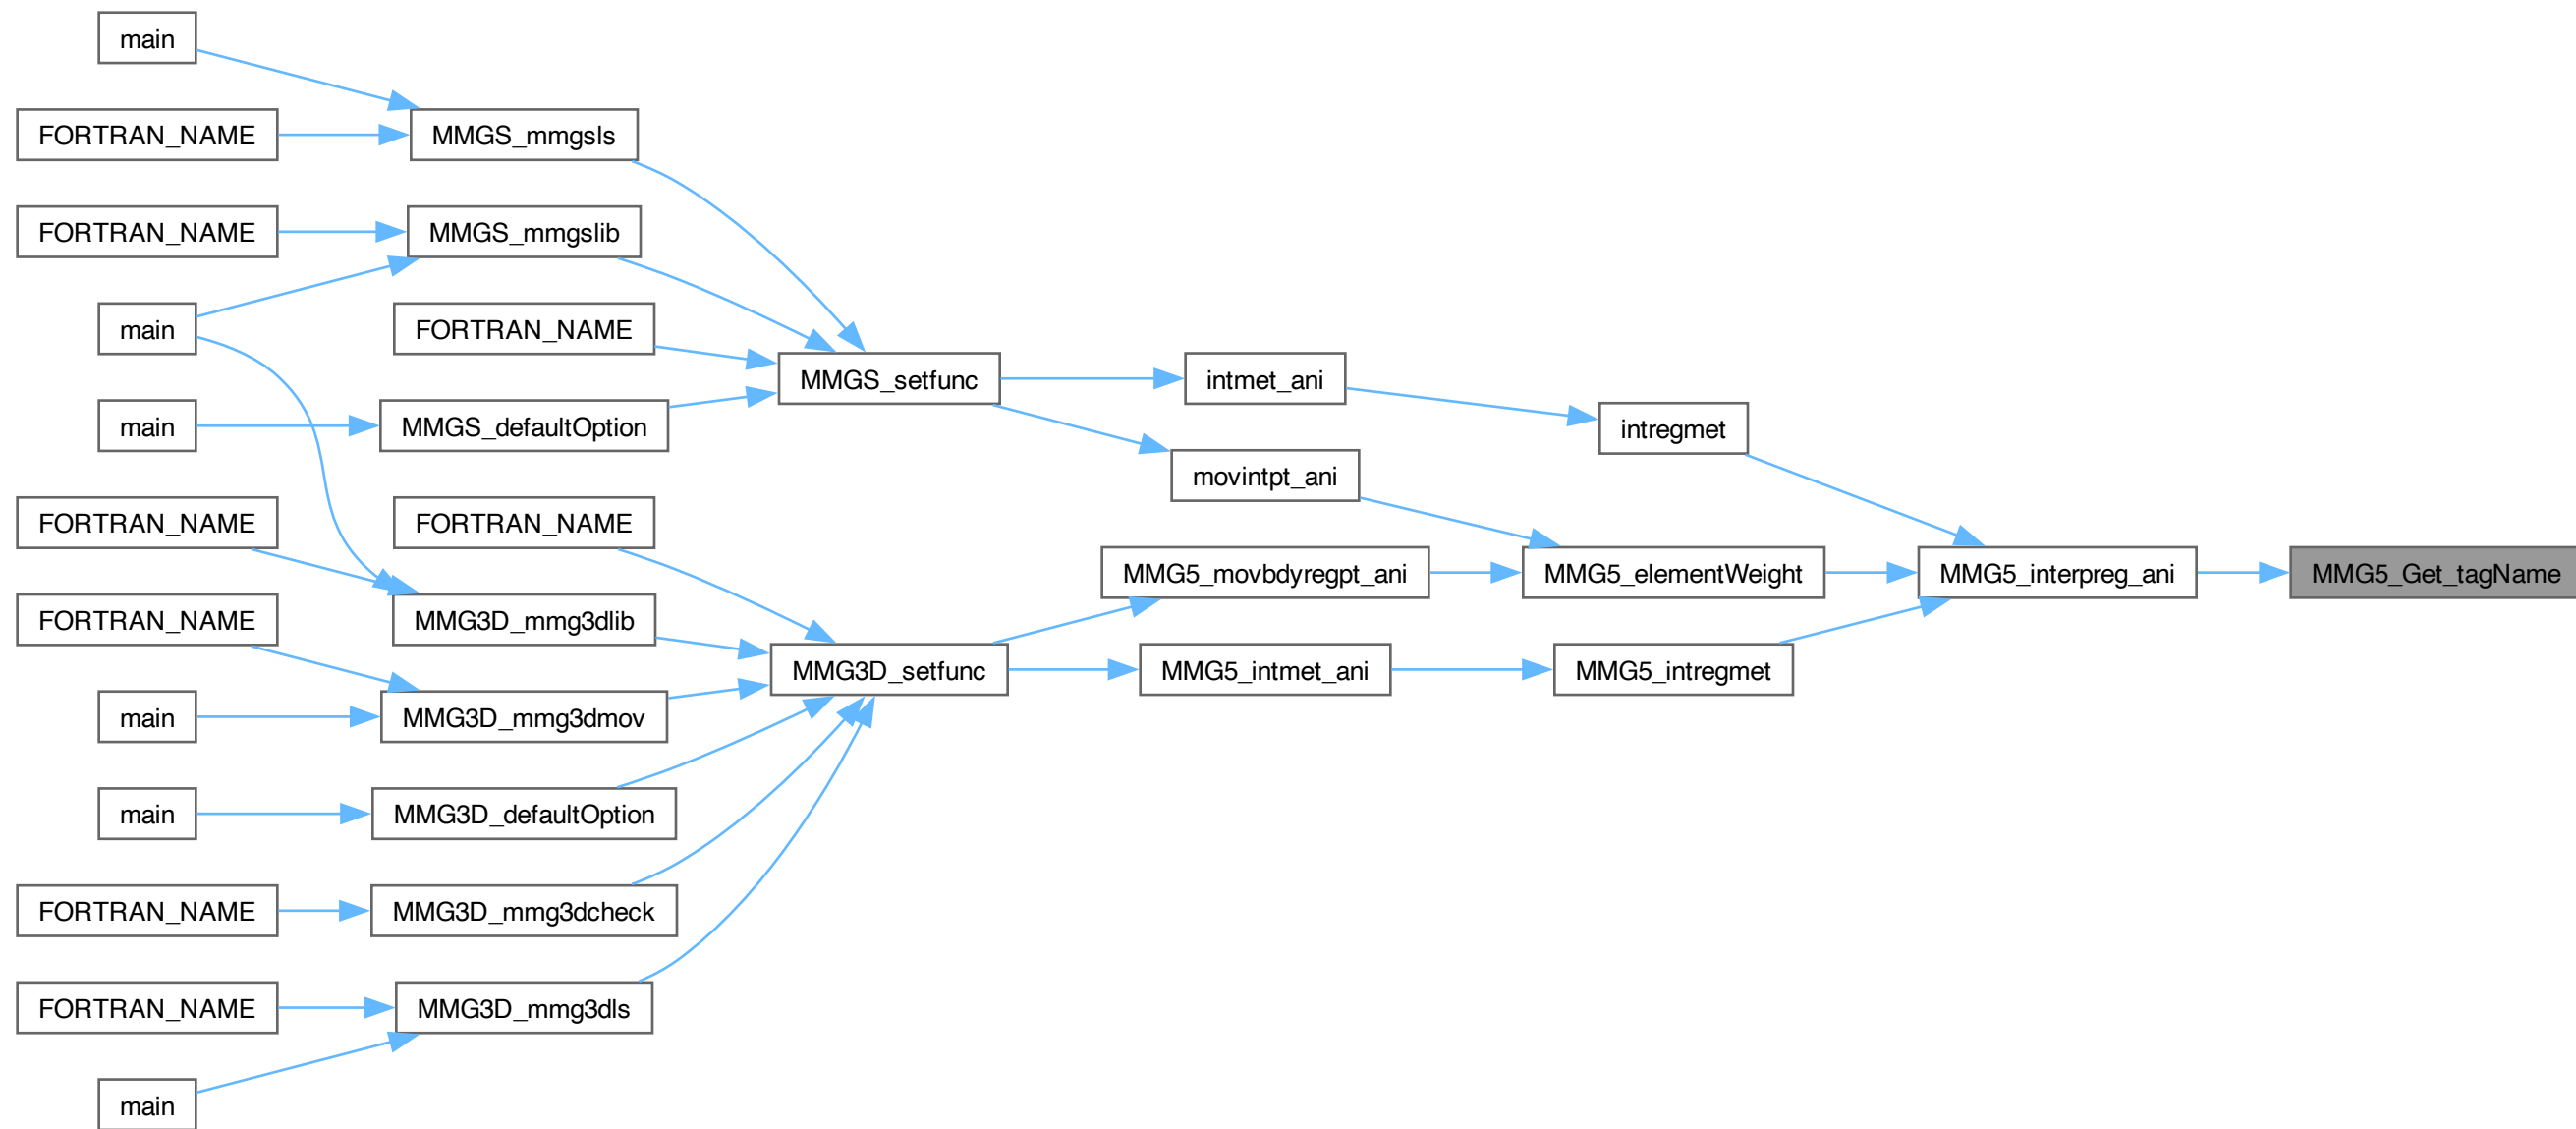 main
FORTRAN_NAME
MMGS_mmgsls
FORTRAN_NAME
MMGS_mmgslib
main
FORTRAN_NAME
MMGS_setfunc
intmet_ani
main
MMGS_defaultOption
intregmet
movintpt_ani
FORTRAN_NAME
FORTRAN_NAME
MMG5_movbdyregpt_ani
MMG5_elementWeight
MMG5_interpreg_ani
MMG5_Get_tagName
FORTRAN_NAME
MMG3D_mmg3dlib
MMG3D_setfunc
MMG5_intmet_ani
MMG5_intregmet
main
MMG3D_mmg3dmov
main
MMG3D_defaultOption
FORTRAN_NAME
MMG3D_mmg3dcheck
FORTRAN_NAME
MMG3D_mmg3dls
main